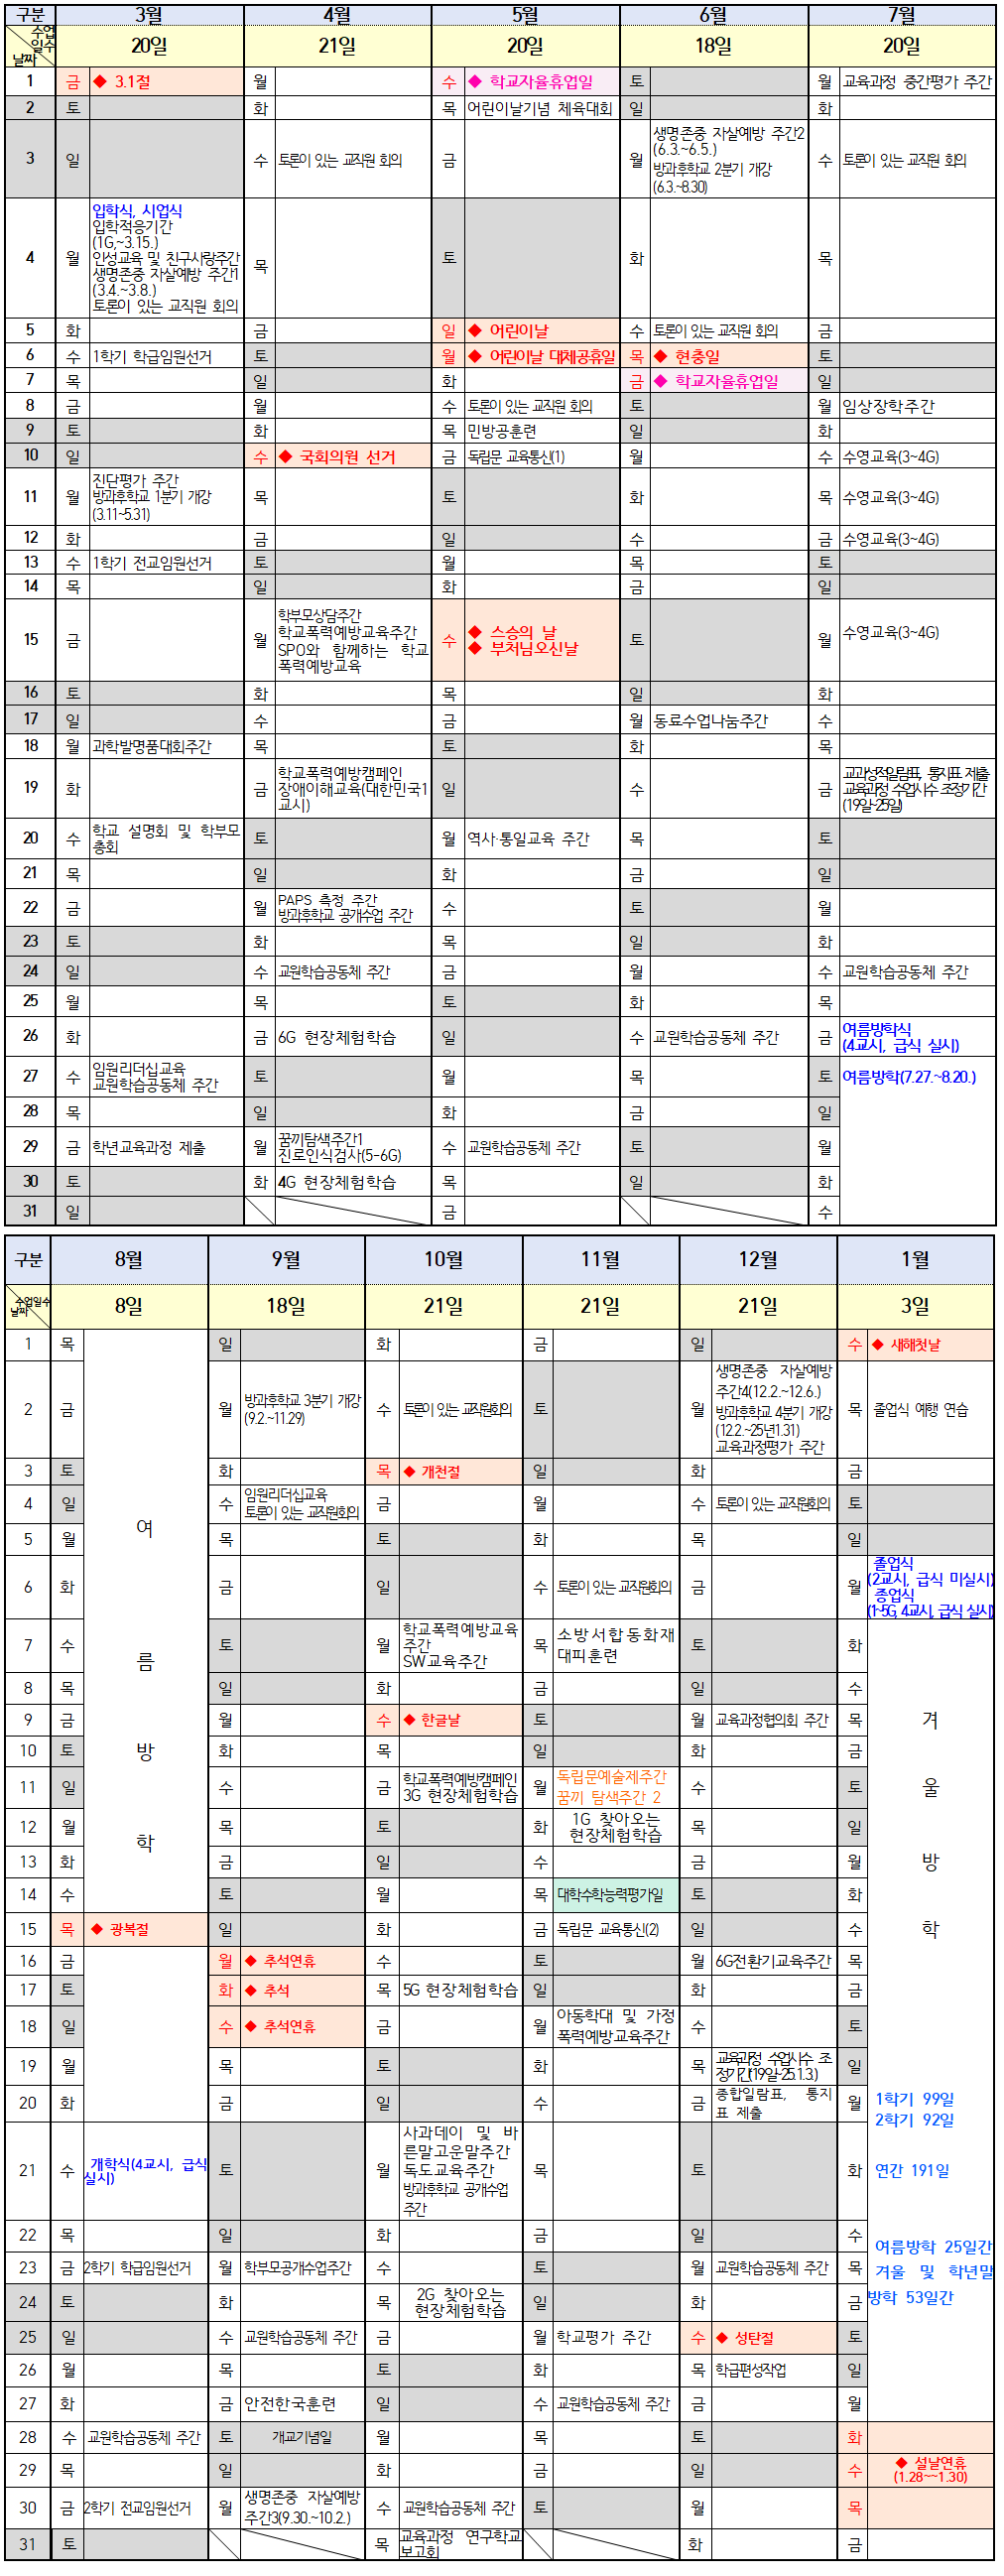 구분 3월 4월 5월 6월 7월
수업일수 날짜 20일 21일 20일 18일 20일
1 금 ◆ 3.1절 월 수 ◆ 학교자율휴업일 토 월 교육과정 중간평가 주간
2 토 화 목 어린이날기념 체육대회 일 화
3 일 수 토론이 있는 교직원 회의 금 월 생명존중 자살예방 주간2 (6.3.~6.5.) 방과후학교 2분기 개강 (6.3.~8.30) 수 토론이 있는 교직원 회의
4 월 입학식, 시업식 입학적응기간 (1G,~3.15.) 인성교육 및 친구사랑주간 생명존중 자살예방 주간1 (3.4.~3.8.) 토론이 있는 교직원 회의 목 토 화 목
5 화 금 일 ◆ 어린이날 수 토론이 있는 교직원 회의 금
6 수 1학기 학급임원선거 토 월 ◆ 어린이날 대체공휴일 목 ◆ 현충일 토
7 목 일 화 금 ◆ 학교자율휴업일 일
8 금 월 수 토론이 있는 교직원 회의 토 월 임상장학주간
9 토 화 목 민방공훈련 일 화
10 일 수 ◆ 국회의원 선거 금 독립문 교육통신(1) 월 수 수영교육(3~4G)
11 월 진단평가 주간 방과후학교 1분기 개강 (3.11~5.31) 목 토 화 목 수영교육(3~4G)
12 화 금 일 수 금 수영교육(3~4G)
13 수 1학기 전교임원선거 토 월 목 토
14 목 일 화 금 일
15 금 월 학부모상담주간 학교폭력예방교육주간 SPO와 함께하는 학교폭력예방교육 수 ◆ 스승의 날 ◆ 부처님오신날 토 월 수영교육(3~4G)
16 토 화 목 일 화
17 일 수 금 월 동료수업나눔주간 수
18 월 과학발명품대회주간 목 토 화 목
19 화 금 학교폭력예방캠페인 장애이해교육(대한민국1교시) 일 수 금 교과성적일람표, 통지표 제출 교육과정 수업시수 조정기간 (19일~25일)
20 수 학교 설명회 및 학부모 총회 토 월 역사·통일교육 주간 목 토
21 목 일 화 금 일
22 금 월 PAPS 측정 주간 방과후학교 공개수업 주간 수 토 월
23 토 화 목 일 화
24 일 수 교원학습공동체 주간 금 월 수 교원학습공동체 주간
25 월 목 토 화 목
26 화 금 6G 현장체험학습 일 수 교원학습공동체 주간 금 여름방학식 (4교시, 급식 실시)
27 수 임원리더십교육 교원학습공동체 주간 토 월 목 토 여름방학(7.27.~8.20.)
28 목 일 화 금 일
29 금 학년교육과정 제출 월 꿈끼탐색주간1 진로인식검사(5-6G) 수 교원학습공동체 주간 토 월
30 토 화 4G 현장체험학습 목 일 화
31 일 금 수
구분 8월 9월 10월 11월 12월 1월
수업일수 날짜 8일 18일 21일 21일 21일 3일
1 목 일 화 금 일 수 ◆ 새해첫날
2 금 월 방과후학교 3분기 개강 (9.2.~11.29) 수 토론이 있는 교직원회의 토 월 생명존중 자살예방 주간4(12.2.~12.6.) 방과후학교 4분기 개강 (12.2.~25년1.31) 교육과정평가 주간 목 졸업식 예행 연습
3 토 화 목 ◆ 개천절 일 화 금
4 일 여 수 임원리더십교육 토론이 있는 교직원회의 금 월 수 토론이 있는 교직원회의 토
5 월 목 토 화 목 일
6 화 금 일 수 토론이 있는 교직원회의 금 월 졸업식 (2교시, 급식 미실시) 종업식 (1~5G, 4교시, 급식 실시)
7 수 름 토 월 학교폭력예방교육 주간 SW교육주간 목 소방서합동화재 대피훈련 토 화
8 목 일 화 금 일 수
9 금 월 수 ◆ 한글날 토 월 교육과정협의회 주간 목 겨
10 토 방 화 목 일 화 금
11 일 수 금 학교폭력예방캠페인 3G 현장체험학습 월 독립문예술제주간 꿈끼 탐색주간 2 수 토 울
12 월 학 목 토 화 1G 찾아오는 현장체험학습 목 일
13 화 금 일 수 금 월 방
14 수 토 월 목 대학수학능력평가일 토 화
15 목 ◆ 광복절 일 화 금 독립문 교육통신(2) 일 수 학
16 금 월 ◆ 추석연휴 수 토 월 6G전환기교육주간 목
17 토 화 ◆ 추석 목 5G 현장체험학습 일 화 금
18 일 수 ◆ 추석연휴 금 월 아동학대 및 가정폭력예방교육주간 수 토
19 월 목 토 화 목 교육과정 수업시수 조정기간(19일~25.1.3.) 일
20 화 금 일 수 금 종합일람표, 통지표 제출 월 1학기 99일 2학기 92일
21 수 개학식(4교시, 급식 실시) 토 월 사과데이 및 바른말고운말주간 독도교육주간 방과후학교 공개수업 주간 목 토 화 연간 191일
22 목 일 화 금 일 수 여름방학 25일간
23 금 2학기 학급임원선거 월 학부모공개수업주간 수 토 월 교원학습공동체 주간 목 겨울 및 학년말
24 토 화 목 2G 찾아오는 현장체험학습 일 화 금 방학 53일간
25 일 수 교원학습공동체 주간 금 월 학교평가 주간 수 ◆ 성탄절 토
26 월 목 토 화 목 학급편성작업 일
27 화 금 안전한국훈련 일 수 교원학습공동체 주간 금 월
28 수 교원학습공동체 주간 토 개교기념일 월 목 토 화
29 목 일 화 금 일 수 ◆ 설날연휴 (1.28~~1.30)
30 금 2학기 전교임원선거 월 생명존중 자살예방 주간3(9.30.~10.2.) 수 교원학습공동체 주간 토 월 목
31 토 목 교육과정 연구학교 보고회 화 금